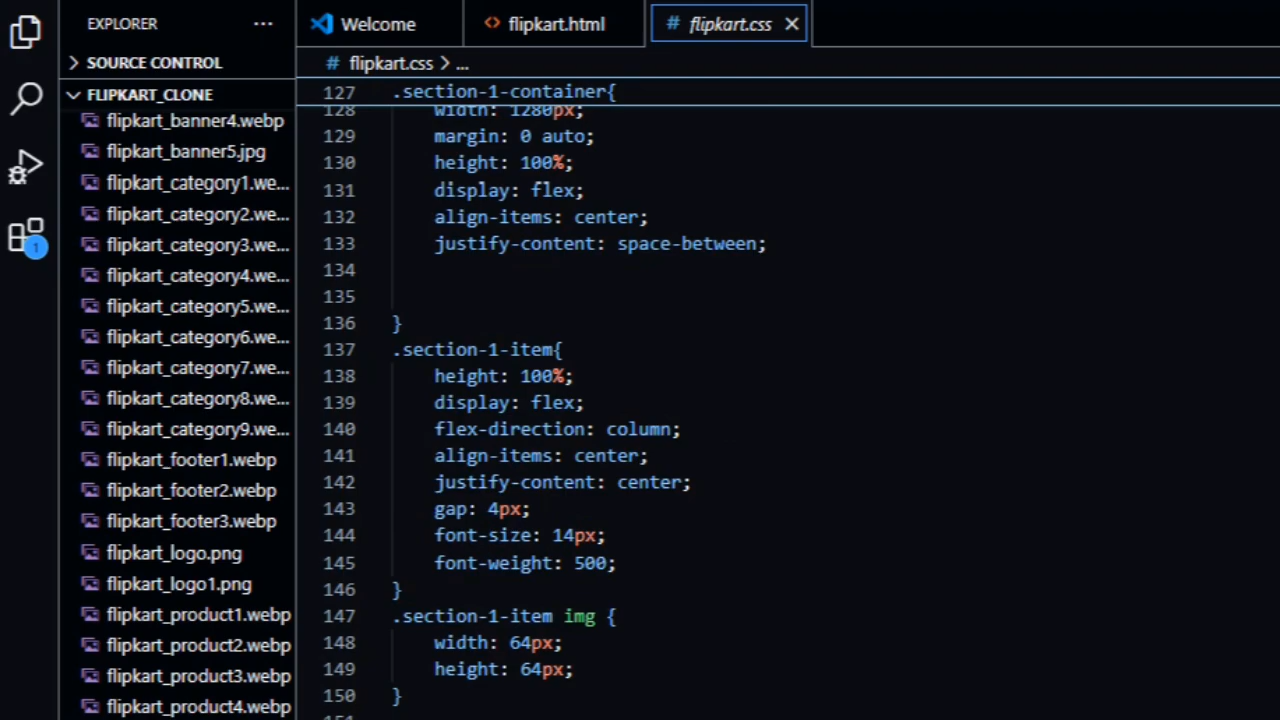 EXPLORER
SOURCE CONTROL
FLIPKART_CLONE
flipkart_banner4.webp
flipkart_banner5.jpg
flipkart_category1.we...
flipkart_category2.we...
flipkart_category3.we...
flipkart_category4.we...
flipkart_category5.we...
flipkart_category6.we...
flipkart_category7.we...
flipkart_category8.we...
flipkart_category9.we...
flipkart_footer1.webp
flipkart_footer2.webp
flipkart_footer3.webp
flipkart_logo.png
flipkart_logo1.png
flipkart_product1.webp
flipkart_product2.webp
flipkart_product3.webp
flipkart_product4.webp
1
Welcome
<> flipkart.html
# flipkart.css
# flipkart.css > ...
127 .section-1-container{
128 width: 1280px;
129 margin: 0 auto;
130 height: 100%;
131 display: flex;
132 align-items: center;
133 justify-content: space-between;
134
135
136 }
137 .section-1-item{
138 height: 100%;
139 display: flex;
140 flex-direction: column;
141 align-items: center;
142 justify-content: center;
143 gap: 4px;
144 font-size: 14px;
145 font-weight: 500;
146 }
147 .section-1-item img {
148 width: 64px;
149 height: 64px;
150 }
151